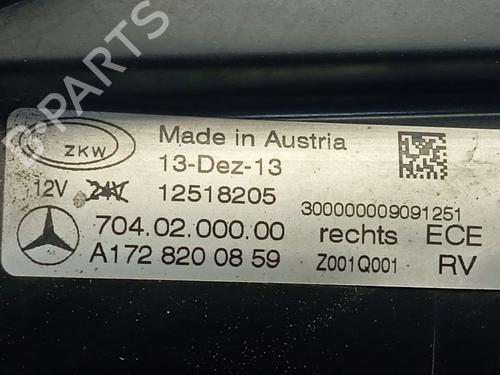 B-PARTS
ZKW
Made in Austria
13-Dez-13
12V 24V 12518205
300000009091251
704.02.000.00 rechts ECE
A172 820 08 59 Z001Q001 RV